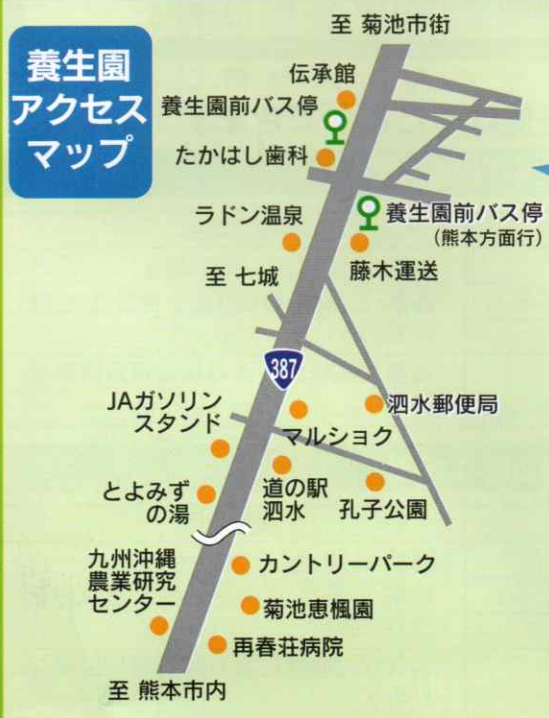 養生園
アクセス
マップ
至 菊池市街
伝承館
養生園前バス停
たかはし歯科
養生園前バス停
(熊本方面行)
ラドン温泉
藤木運送
至 七城
387
JAガソリン
スタンド
マルショク
泗水郵便局
とよみず
の湯
道の駅
泗水
孔子公園
九州沖縄
農業研究
センター
カントリーパーク
菊池恵楓園
再春荘病院
至 熊本市内